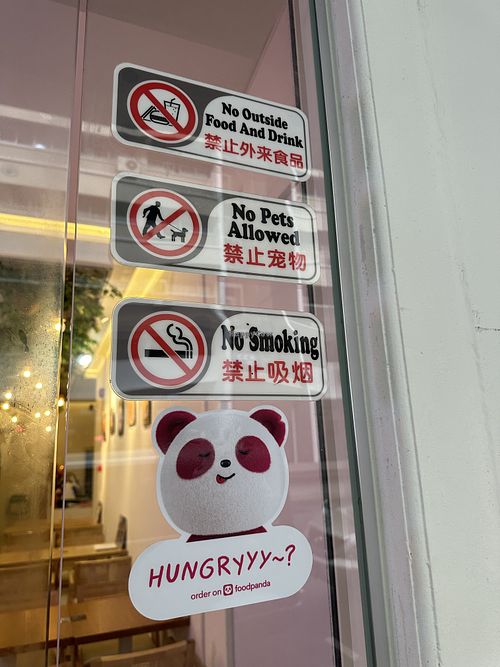 No Outside
Food And Drink
禁止外来食品
No Pets
Allowed
禁止宠物
No Smoking
禁止吸烟
HUNGRYYY~?
order on foodpanda